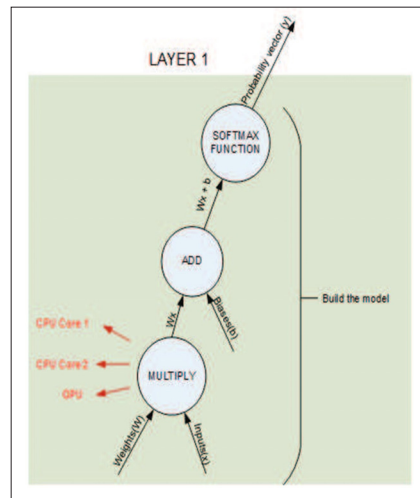 LAYER 1
Probability vector (y)
SOFTMAX
FUNCTION
Wx + b
ADD
Build the model
Wx
Biases(b)
CPU Core 1
CPU Core 2
GPU
MULTIPLY
Weights(W)
Inputs(x)